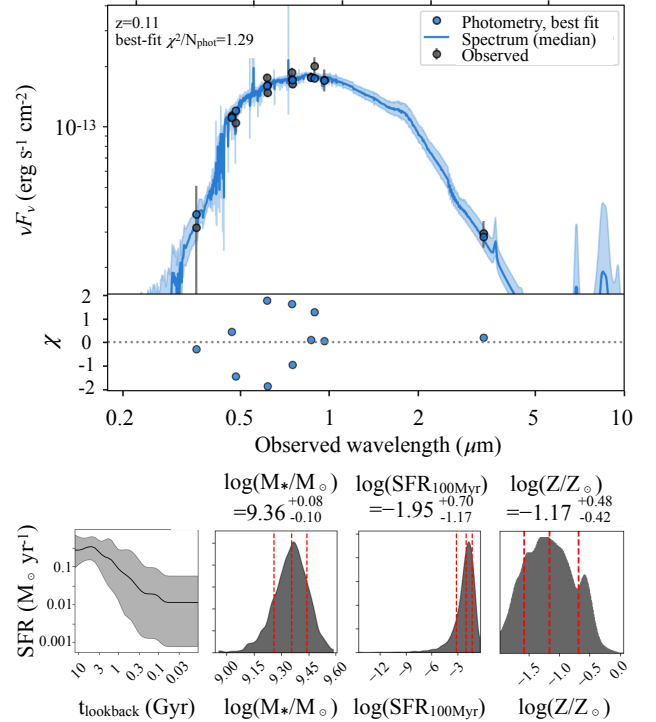 z=0.11
best-fit χ²/Nphot=1.29
Photometry, best fit
Spectrum (median)
Observed
10⁻¹³
νFν (erg s⁻¹ cm⁻²)
2
1
0
-1
-2
χ
0.2 0.5 1 2 5 10
Observed wavelength (μm)
log(M*/M⊙) log(SFR100Myr) log(Z/Z⊙)
=9.36 +0.08 -0.10 =−1.95 +0.70 -1.17 =−1.17 +0.48 -0.42
SFR (M⊙ yr⁻¹)
0.1
0.01
0.001
10 3 1 0.3 0.1 0.03
9.00 9.15 9.30 9.45 9.60
−12 −9 −6 −3
−1.5 −1.0 −0.5 0.0
tlookback (Gyr) log(M*/M⊙) log(SFR100Myr) log(Z/Z⊙)